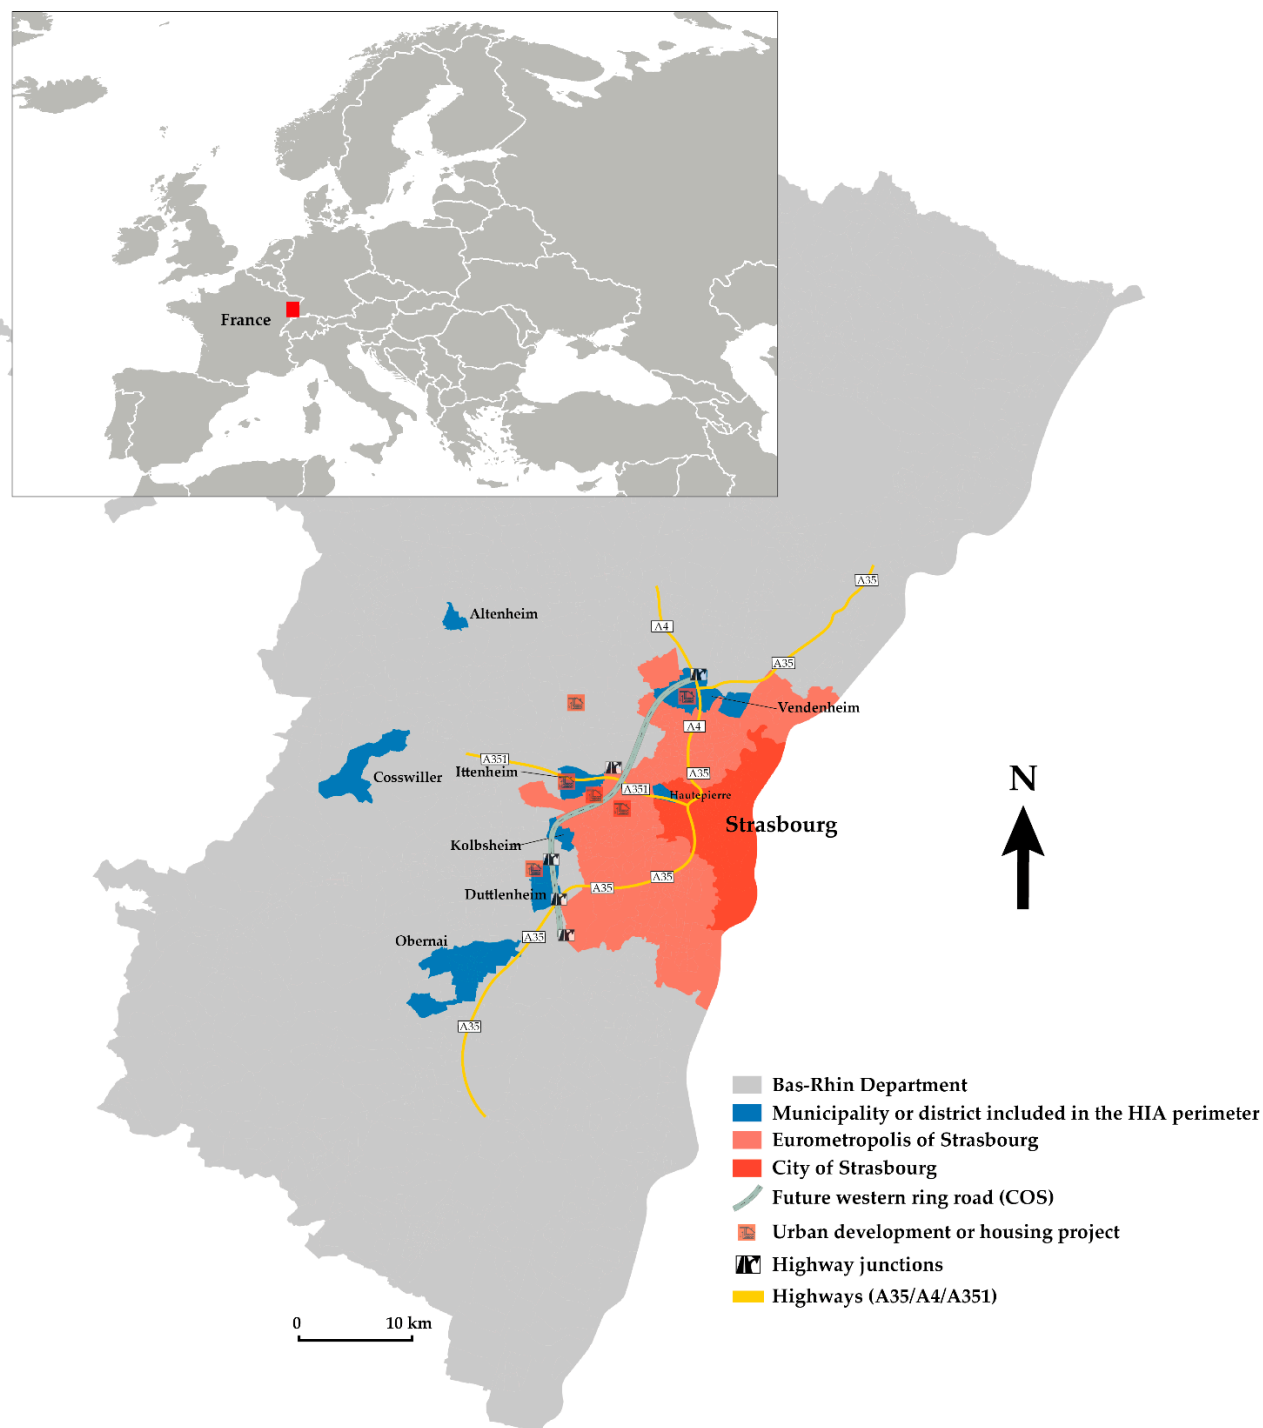 France
A35
Altenheim
A4
A35
Vendenheim
A4
A351
Ittenheim
A35
Cosswiller
A351
Hautepierre
Strasbourg
N
Kolbsheim
A35
A35
Duttlenheim
A35
Obernai
A35
Bas-Rhin Department
Municipality or district included in the HIA perimeter
Eurometropolis of Strasbourg
City of Strasbourg
Future western ring road (COS)
Urban development or housing project
Highway junctions
Highways (A35/A4/A351)
0 10 km